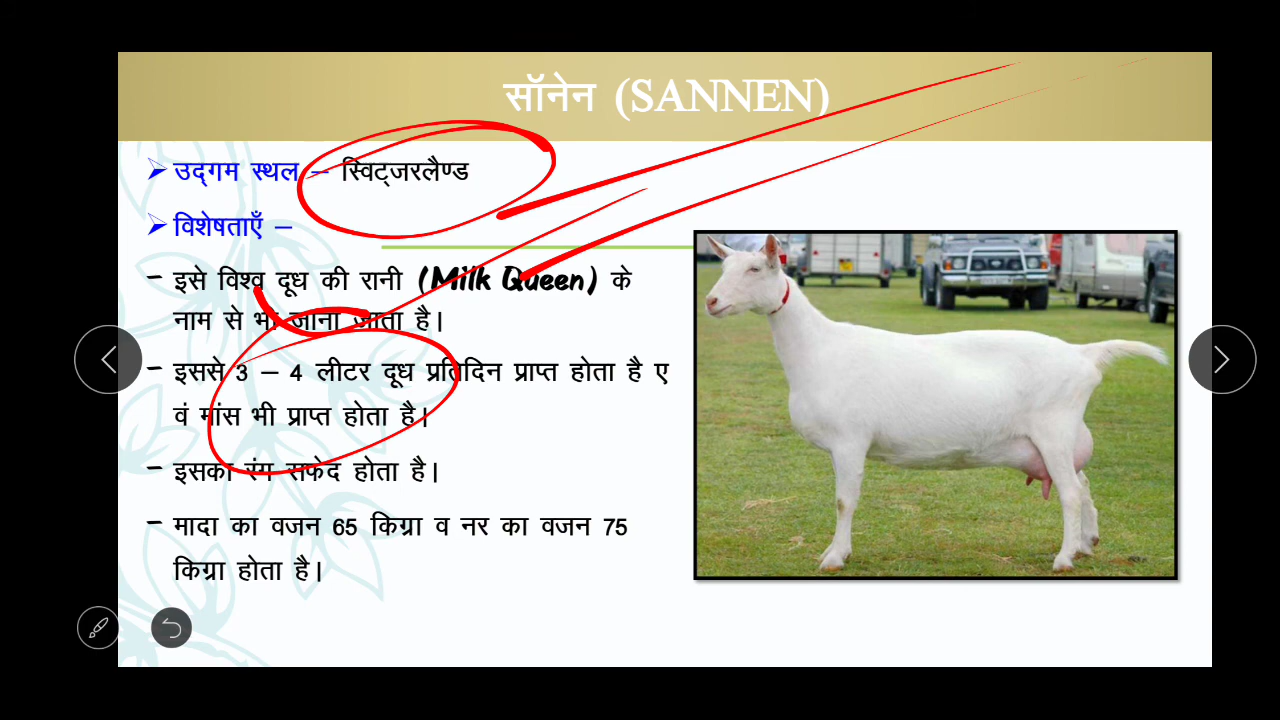 सॉनेन (SANNEN)
उद्गम स्थल – स्विट्जरलैण्ड
विशेषताएँ –
– इसे विश्व दूध की रानी (Milk Queen) के
नाम से भी जाना जाता है।
– इससे 3 – 4 लीटर दूध प्रतिदिन प्राप्त होता है ए
वं मांस भी प्राप्त होता है।
– इसका रंग सफेद होता है।
– मादा का वजन 65 किग्रा व नर का वजन 75
किग्रा होता है।